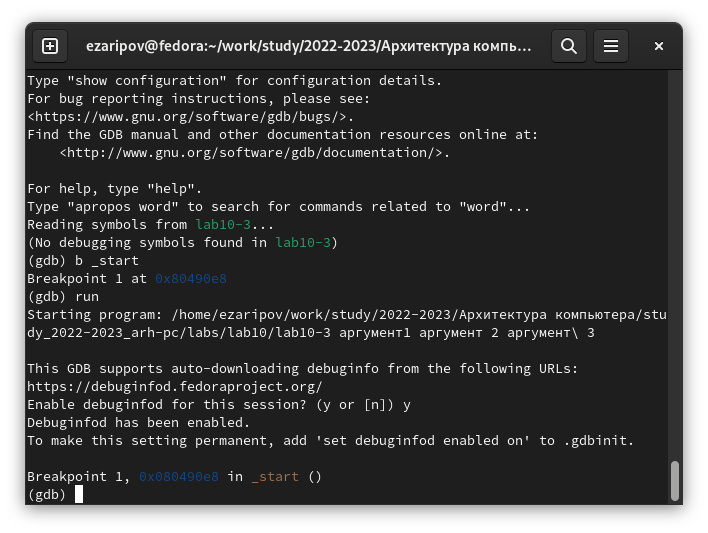 ezaripov@fedora:~/work/study/2022-2023/Архитектура компь…
Type "show configuration" for configuration details.
For bug reporting instructions, please see:
<https://www.gnu.org/software/gdb/bugs/>.
Find the GDB manual and other documentation resources online at:
    <http://www.gnu.org/software/gdb/documentation/>.

For help, type "help".
Type "apropos word" to search for commands related to "word"...
Reading symbols from lab10-3...
(No debugging symbols found in lab10-3)
(gdb) b _start
Breakpoint 1 at 0x80490e8
(gdb) run
Starting program: /home/ezaripov/work/study/2022-2023/Архитектура компьютера/stu
dy_2022-2023_arh-pc/labs/lab10/lab10-3 аргумент1 аргумент 2 аргумент\ 3

This GDB supports auto-downloading debuginfo from the following URLs:
https://debuginfod.fedoraproject.org/
Enable debuginfod for this session? (y or [n]) y
Debuginfod has been enabled.
To make this setting permanent, add 'set debuginfod enabled on' to .gdbinit.

Breakpoint 1, 0x080490e8 in _start ()
(gdb)